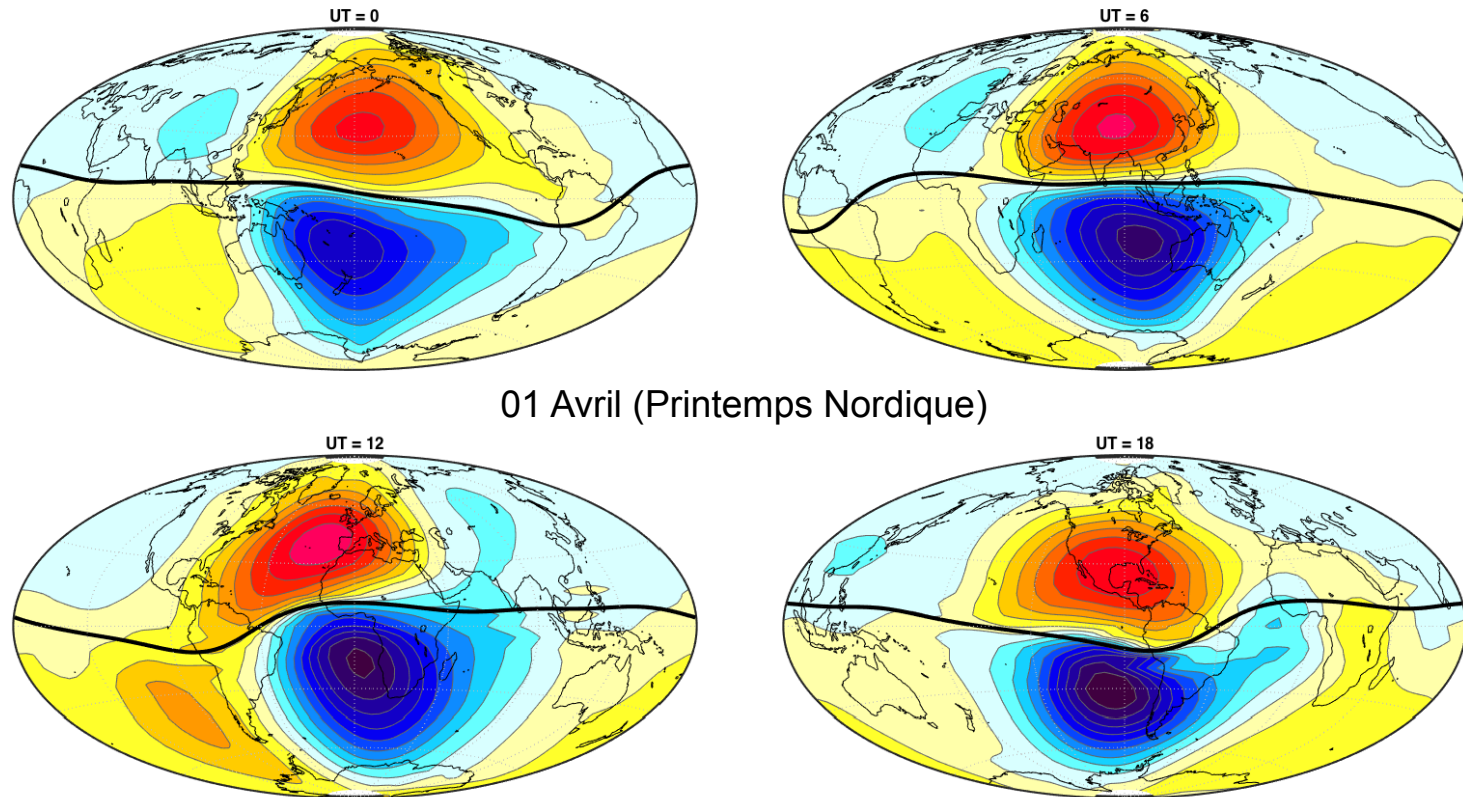 UT = 0
UT = 6
01 Avril (Printemps Nordique)
UT = 12
UT = 18